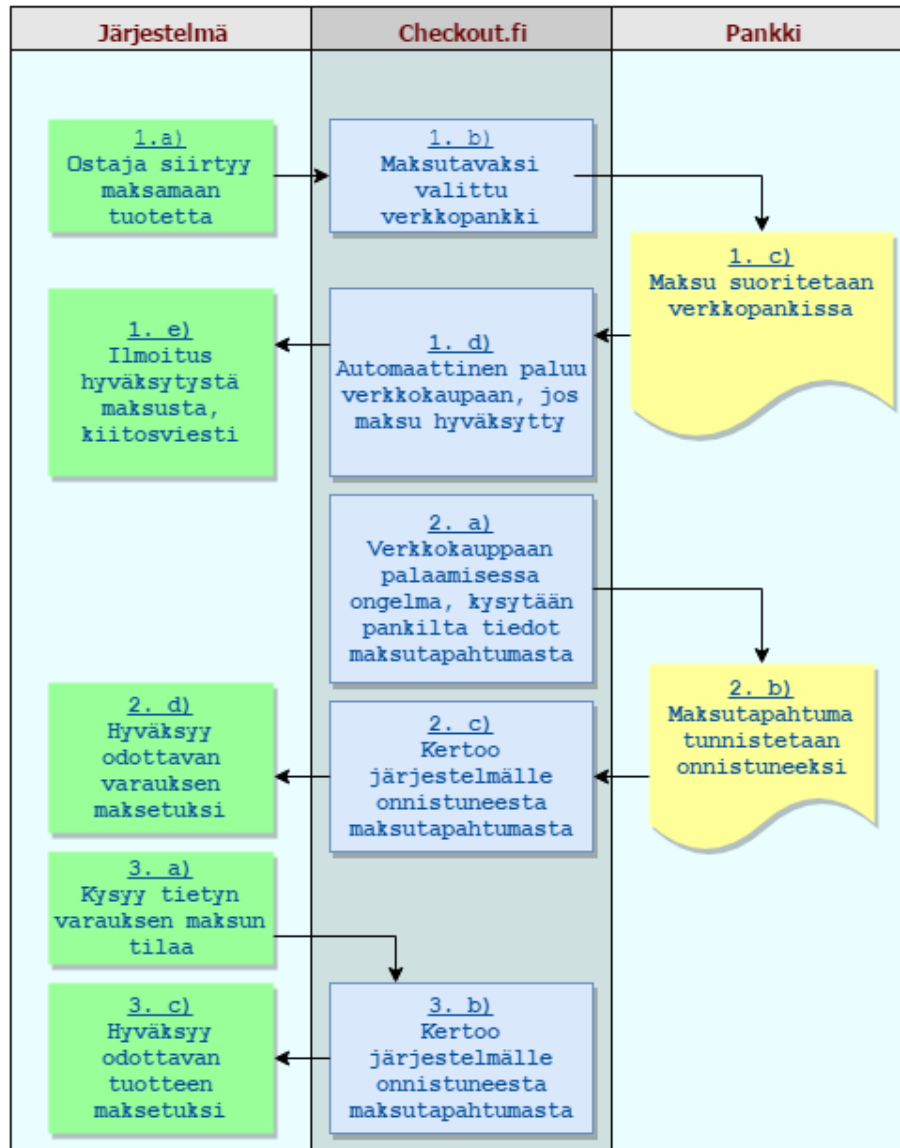 Järjestelmä
Checkout.fi
Pankki
1.a)
Ostaja siirtyy
maksamaan
tuotetta
1. b)
Maksutavaksi
valittu
verkkopankki
1. c)
Maksu suoritetaan
verkkopankissa
1. d)
Automaattinen paluu
verkkokaupaan, jos
maksu hyväksytty
1. e)
Ilmoitus
hyväksytystä
maksusta,
kiitosviesti
2. a)
Verkkokauppaan
palaamisessa
ongelma, kysytään
pankilta tiedot
maksutapahtumasta
2. b)
Maksutapahtuma
tunnistetaan
onnistuneeksi
2. c)
Kertoo
järjestelmälle
onnistuneesta
maksutapahtumasta
2. d)
Hyväksyy
odottavan
varauksen
maksetuksi
3. a)
Kysyy tietyn
varauksen maksun
tilaa
3. b)
Kertoo
järjestelmälle
onnistuneesta
maksutapahtumasta
3. c)
Hyväksyy
odottavan
tuotteen
maksetuksi